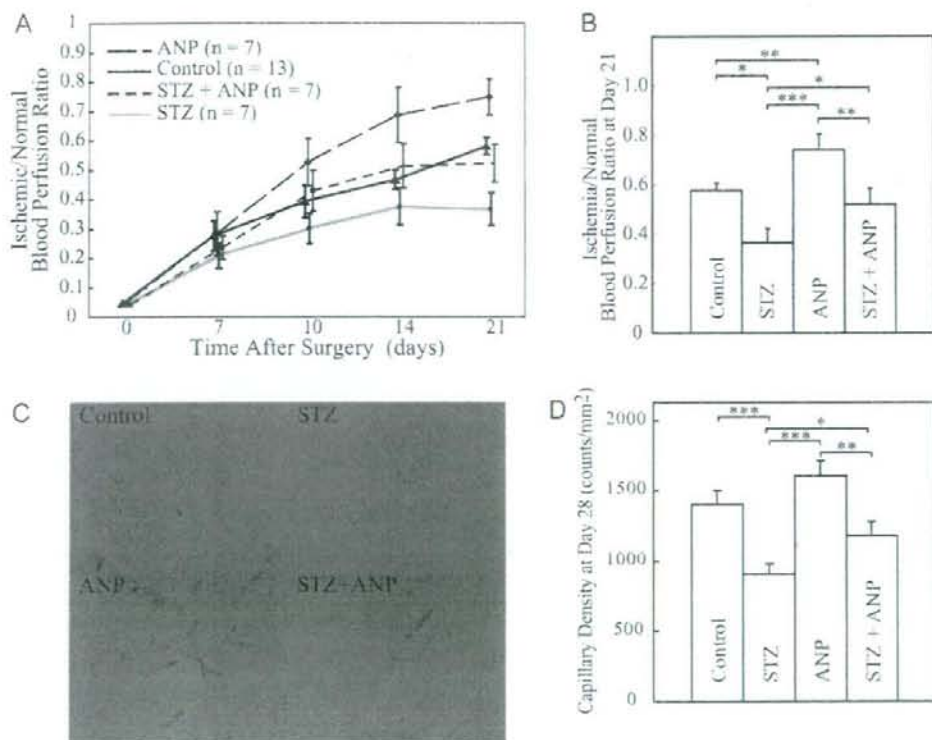 A
1
0.9
0.8
0.7
0.6
0.5
0.4
0.3
0.2
0.1
0
Ischemic/Normal
Blood Perfusion Ratio
ANP (n = 7)
Control (n = 13)
STZ + ANP (n = 7)
STZ (n = 7)
0 7 10 14 21
Time After Surgery (days)
B
Ischemia/Normal
Blood Perfusion Ratio at Day 21
1.0
0.8
0.6
0.4
0.2
0
**
*
*
***
**
Control
STZ
ANP
STZ + ANP
C
Control STZ
ANP STZ+ANP
D
Capillary Density at Day 28 (counts/mm²)
2000
1500
1000
500
0
***
*
***
**
Control
STZ
ANP
STZ + ANP